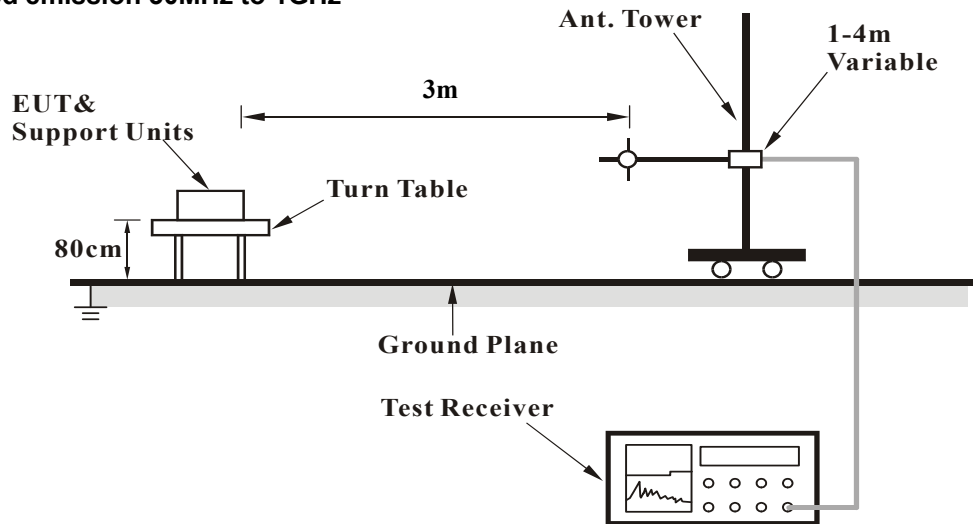 emission 30MHz to 1GHz
Ant. Tower
1-4m
Variable
3m
EUT&
Support Units
Turn Table
80cm
Ground Plane
Test Receiver